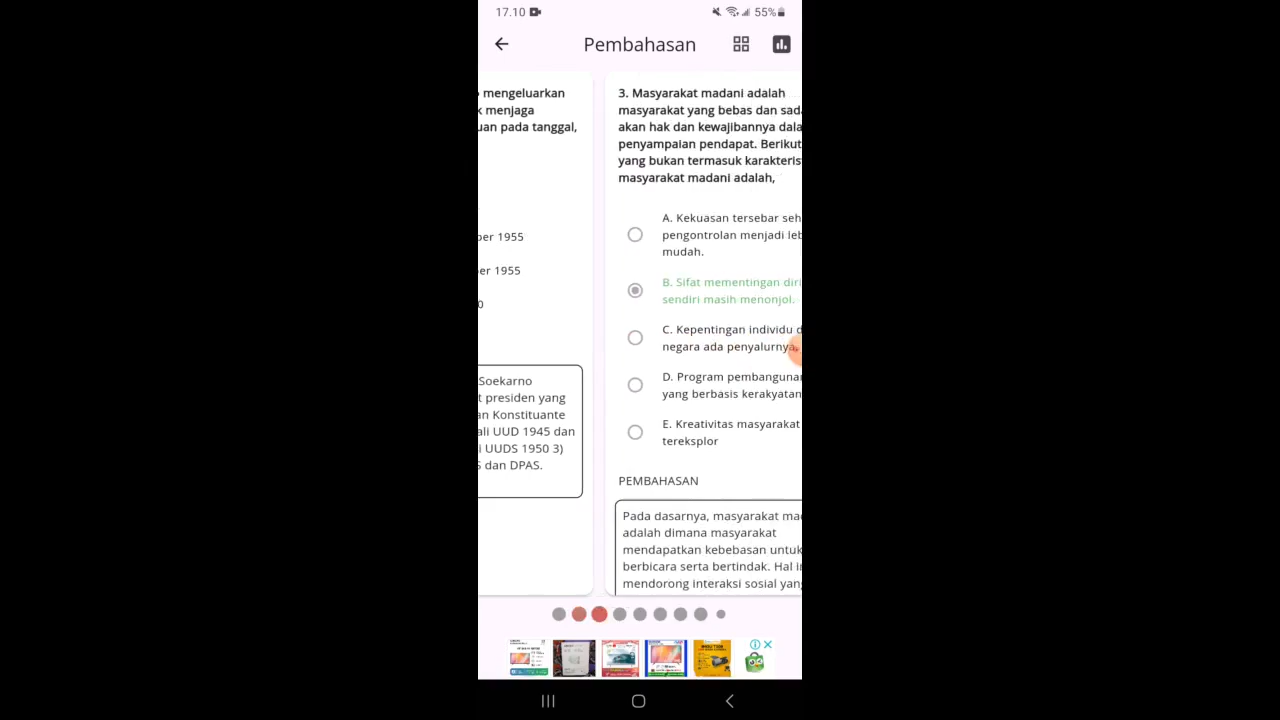 17.10
55%
Pembahasan
mengeluarkan
menjaga
uan pada tanggal,
ber 1955
er 1955
0
Soekarno
t presiden yang
an Konstituante
ali UUD 1945 dan
i UUDS 1950 3)
S dan DPAS.
3. Masyarakat madani adalah
masyarakat yang bebas dan sad
akan hak dan kewajibannya dala
penyampaian pendapat. Berikut
yang bukan termasuk karakteris
masyarakat madani adalah,
A. Kekuasan tersebar seh
pengontrolan menjadi leb
mudah.
B. Sifat mementingan diri
sendiri masih menonjol.
C. Kepentingan individu d
negara ada penyalurnya.
D. Program pembanguna
yang berbasis kerakyatan
E. Kreativitas masyarakat
tereksplor
PEMBAHASAN
Pada dasarnya, masyarakat ma
adalah dimana masyarakat
mendapatkan kebebasan untuk
berbicara serta bertindak. Hal i
mendorong interaksi sosial yan